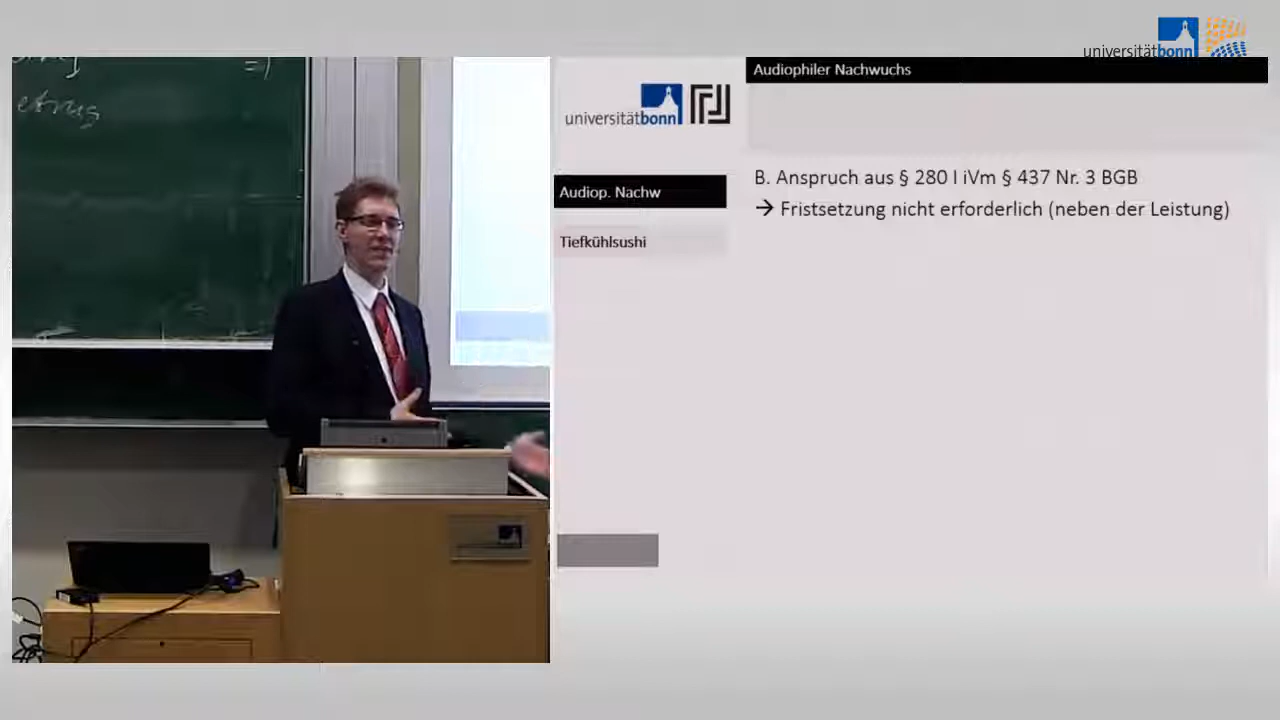 universitätbonn
Audiophiler Nachwuchs
universitätbonn
Audiop. Nachw
Tiefkühlsushi
B. Anspruch aus § 280 I iVm § 437 Nr. 3 BGB
→ Fristsetzung nicht erforderlich (neben der Leistung)